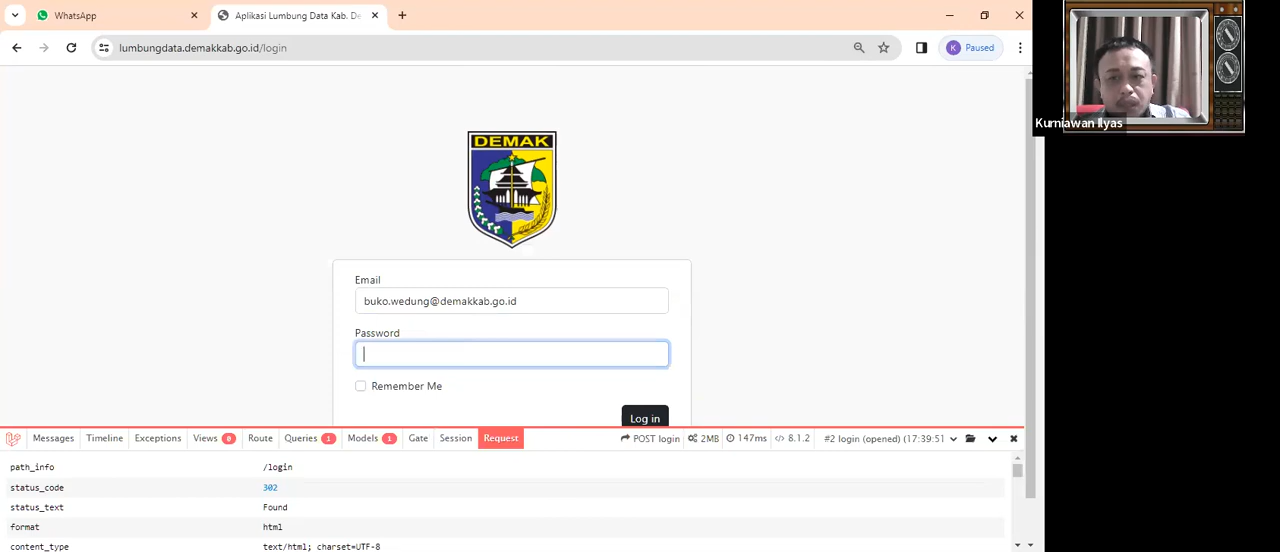 WhatsApp
Aplikasi Lumbung Data Kab. De
lumbungdata.demakkab.go.id/login
K Paused
Kurniawan Ilyas
DEMAK
Email
buko.wedung@demakkab.go.id
Password
Remember Me
Log in
Messages Timeline Exceptions Views 0 Route Queries 1 Models 1 Gate Session Request POST login 2MB 147ms 8.1.2 #2 login (opened) (17:39:51)
path_info /login
status_code 302
status_text Found
format html
content_type text/html; charset=UTF-8